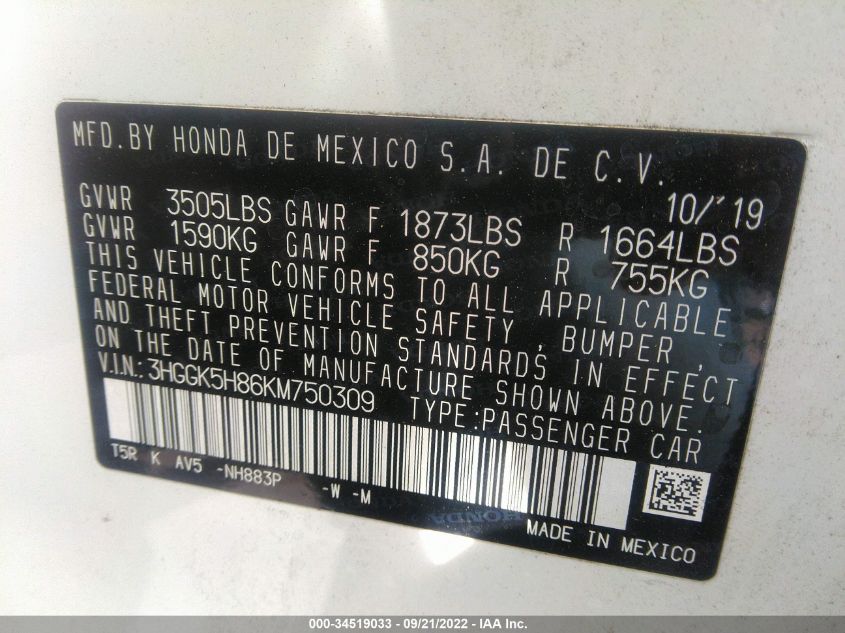 MFD.BY HONDA DE MEXICO S.A. DE C.V.
10/'19
GVWR 3505LBS GAWR F 1873LBS R 1664LBS
GVWR 1590KG GAWR F 850KG R 755KG
THIS VEHICLE CONFORMS TO ALL APPLICABLE
FEDERAL MOTOR VEHICLE SAFETY, BUMPER,
AND THEFT PREVENTION STANDARDS IN EFFECT
ON THE DATE OF MANUFACTURE SHOWN ABOVE.
V.I.N.:3HGGK5H86KM750309 TYPE:PASSENGER CAR
T5R K AV5 -NH883P -W -M
MADE IN MEXICO
HONDA
000-34519033 - 09/21/2022 - IAA Inc.